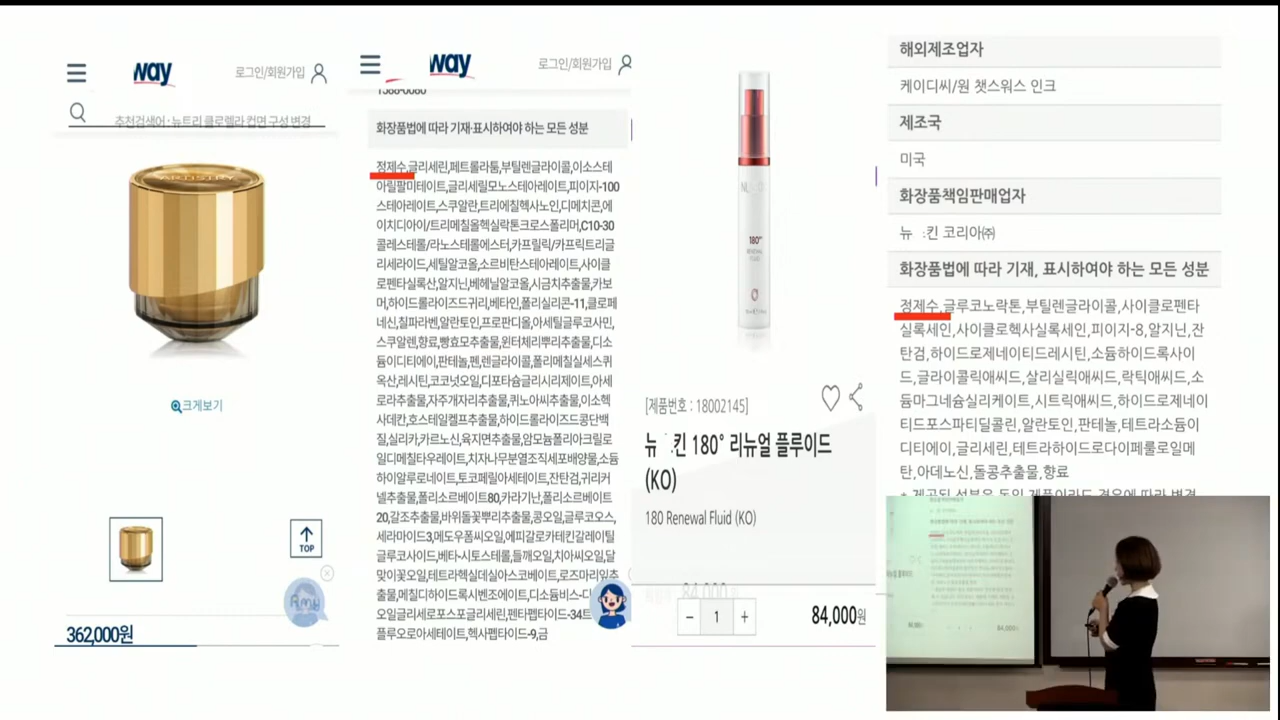 way
로그인/회원가입
추천검색어 : 뉴트리 클로렐라 컵면 구성 변경
ARTISTRY
크게보기
TOP
Amy
362,000원
way
로그인/회원가입
1588-0080
화장품법에 따라 기재·표시하여야 하는 모든 성분
정제수,글리세린,페트롤라툼,부틸렌글라이콜,이소스테
아릴팔미테이트,글리세릴모노스테아레이트,피이지-100
스테아레이트,스쿠알란,트리에칠헥사노인,디메치콘,에
이치디아이/트리메칠올헥실락톤크로스폴리머,C10-30
콜레스테롤/라노스테롤에스터,카프릴릭/카프릭트리글
리세라이드,세틸알코올,소르비탄스테아레이트,사이클
로펜타실록산,알지닌,베헤닐알코올,시금치추출물,카보
머,하이드롤라이즈드귀리,베타인,폴리실리콘-11,클로페
네신,칠파라벤,알란토인,프로판디올,아세틸글루코사민,
스쿠알렌,향료,빵효모추출물,윈터체리뿌리추출물,디소
듐이디티에이,판테놀,펜,렌글라이콜,폴리메칠실세스퀴
옥산,레시틴,코코넛오일,디포타슘글리시리제이트,아세
로라추출물,자주개자리추출물,퀴노아씨추출물,이소헥
사데칸,호스테일켈프추출물,하이드롤라이즈드콩단백
질,실리카,카르노신,육지면추출물,암모늄폴리아크릴로
일디메칠타우레이트,치자나무분열조직세포배양물,소듐
하이알루로네이트,토코페릴아세테이트,잔탄검,귀리커
넬추출물,폴리소르베이트80,카라기난,폴리소르베이트
20,갈조추출물,바위돌꽃뿌리추출물,콩오일,글루코오스,
세라마이드3,메도우폼씨오일,에피갈로카테킨갈레이틸
글루코사이드,베타-시토스테롤,들깨오일,치아씨오일,달
맞이꽃오일,테트라헥실데실아스코베이트,로즈마리잎추
출물,메칠디하이드록시벤조에이트,디소듐비스-디
오일글리세로포스포글리세린,펜타펩타이드-34트
플루오로아세테이트,헥사펩타이드-9,금
180°
[제품번호 : 18002145]
뉴 킨 180° 리뉴얼 플루이드
(KO)
180 Renewal Fluid (KO)
84,000원
− 1 +
84,000원
해외제조업자
케이디씨/원 챗스워스 인크
제조국
미국
화장품책임판매업자
뉴 킨 코리아㈜
화장품법에 따라 기재, 표시하여야 하는 모든 성분
정제수,글루코노락톤,부틸렌글라이콜,사이클로펜타
실록세인,사이클로헥사실록세인,피이지-8,알지닌,잔
탄검,하이드로제네이티드레시틴,소듐하이드록사이
드,글라이콜릭애씨드,살리실릭애씨드,락틱애씨드,소
듐마그네슘실리케이트,시트릭애씨드,하이드로제네이
티드포스파티딜콜린,알란토인,판테놀,테트라소듐이
디티에이,글리세린,테트라하이드로다이페룰로일메
탄,아데노신,돌콩추출물,향료
* 제공된 성분은 동일 제품이라도 경우에 따라 변경